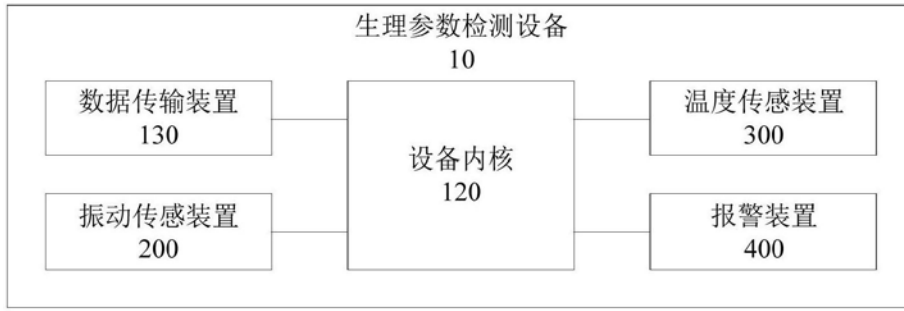 生理参数检测设备
10
数据传输装置
130
振动传感装置
200
设备内核
120
温度传感装置
300
报警装置
400